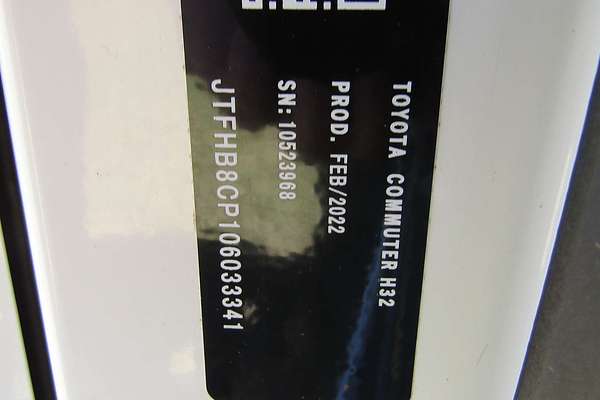 TOYOTA COMMUTER H32
PROD. FEB/2022
SN: 10523968
JTFHB8CP106033341